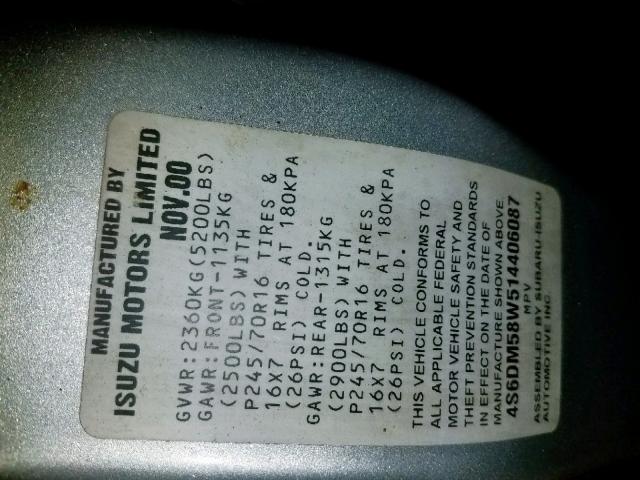 MANUFACTURED BY
ISUZU MOTORS LIMITED
NOV.00
GVWR:2360KG(5200LBS)
GAWR:FRONT-1135KG
(2500LBS) WITH
P245/70R16 TIRES &
16X7 RIMS AT 180KPA
(26PSI) COLD.
GAWR:REAR-1315KG
(2900LBS) WITH
P245/70R16 TIRES &
16X7 RIMS AT 180KPA
(26PSI) COLD.
THIS VEHICLE CONFORMS TO
ALL APPLICABLE FEDERAL
MOTOR VEHICLE SAFETY AND
THEFT PREVENTION STANDARDS
IN EFFECT ON THE DATE OF
MANUFACTURE SHOWN ABOVE
4S6DM58W514406087
MPV
ASSEMBLED BY SUBARU-ISUZU
AUTOMOTIVE INC.